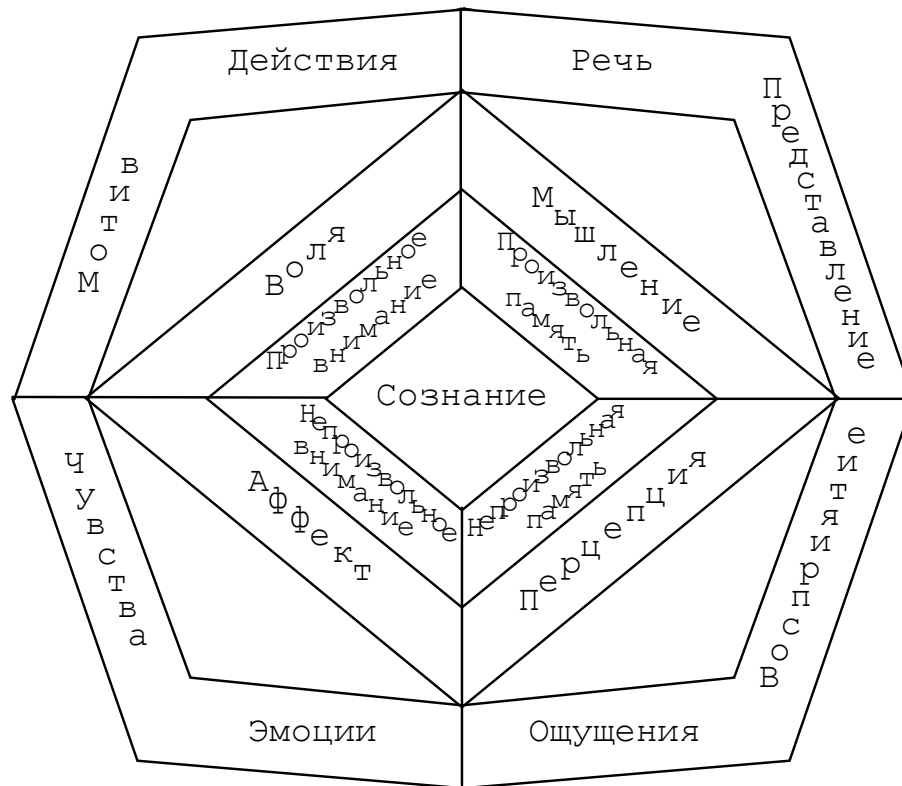 Действия
Речь
Мотив
Представление
Воля
Мышление
Произвольное
внимание
Произвольная
память
Сознание
Непроизвольное
внимание
Непроизвольная
память
Чувства
Аффект
Перцепция
Восприятие
Эмоции
Ощущения